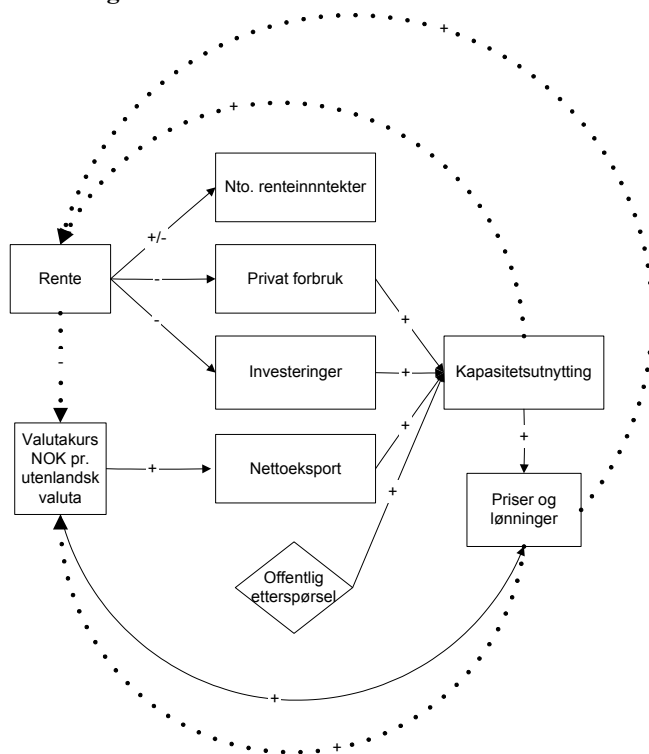 +
+
Nto. renteinnntekter
+/-
Rente
-
Privat forbruk
-
+
-
Investeringer
+
Kapasitetsutnytting
Valutakurs
NOK pr.
utenlandsk
valuta
+
Nettoeksport
+
+
+
Priser og
lønninger
Offentlig
etterspørsel
+
+